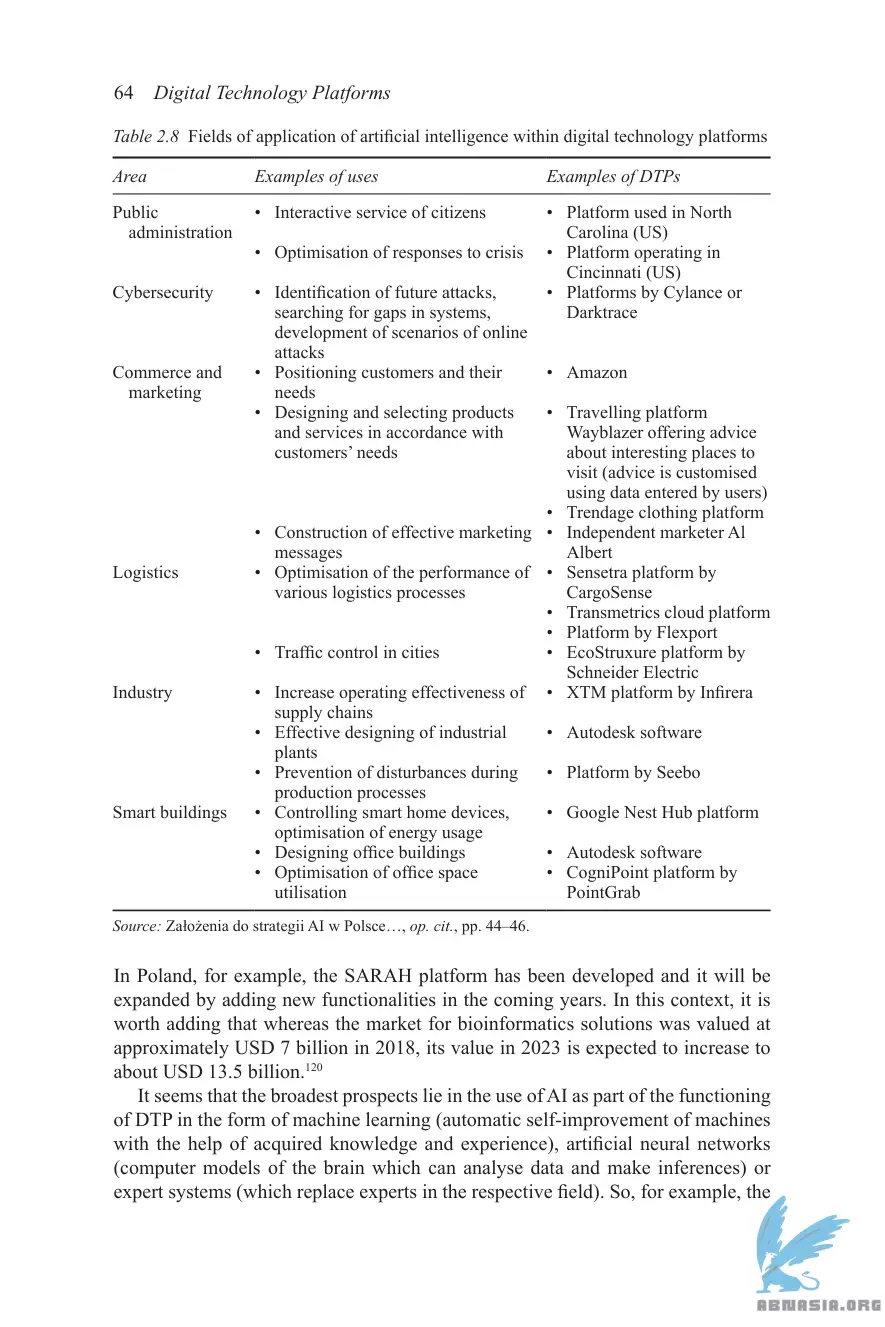 64 Digital Technology Platforms
Table 2.8 Fields of application of artificial intelligence within digital technology platforms
Area Examples of uses Examples of DTPs
Public • Interactive service of citizens • Platform used in North
administration Carolina (US)
• Optimisation of responses to crisis • Platform operating in
Cincinnati (US)
Cybersecurity • Identification of future attacks, • Platforms by Cylance or
searching for gaps in systems, Darktrace
development of scenarios of online
attacks
Commerce and • Positioning customers and their • Amazon
marketing needs
• Designing and selecting products • Travelling platform
and services in accordance with Wayblazer offering advice
customers’ needs about interesting places to
visit (advice is customised
using data entered by users)
• Trendage clothing platform
• Construction of effective marketing • Independent marketer Al
messages Albert
Logistics • Optimisation of the performance of • Sensetra platform by
various logistics processes CargoSense
• Transmetrics cloud platform
• Platform by Flexport
• Traffic control in cities • EcoStruxure platform by
Schneider Electric
Industry • Increase operating effectiveness of • XTM platform by Infirera
supply chains
• Effective designing of industrial • Autodesk software
plants
• Prevention of disturbances during • Platform by Seebo
production processes
Smart buildings • Controlling smart home devices, • Google Nest Hub platform
optimisation of energy usage
• Designing office buildings • Autodesk software
• Optimisation of office space • CogniPoint platform by
utilisation PointGrab
Source: Założenia do strategii AI w Polsce…, op. cit., pp. 44–46.
In Poland, for example, the SARAH platform has been developed and it will be
expanded by adding new functionalities in the coming years. In this context, it is
worth adding that whereas the market for bioinformatics solutions was valued at
approximately USD 7 billion in 2018, its value in 2023 is expected to increase to
about USD 13.5 billion.120
It seems that the broadest prospects lie in the use of AI as part of the functioning
of DTP in the form of machine learning (automatic self-improvement of machines
with the help of acquired knowledge and experience), artificial neural networks
(computer models of the brain which can analyse data and make inferences) or
expert systems (which replace experts in the respective field). So, for example, the
ABNASIA.ORG